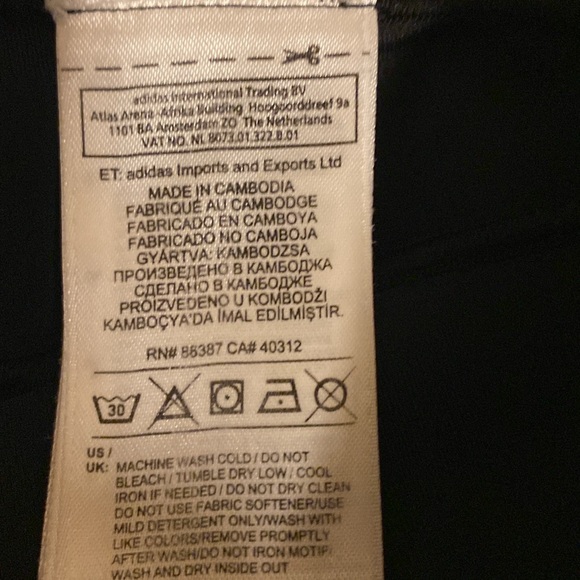 adidas International Trading BV
Atlas Arena -Afrika Building Hoogoorddreef 9a
1101 BA Amsterdam ZO The Netherlands
VAT NO. NL 8073.01.322.B.01
ET: adidas Imports and Exports Ltd
MADE IN CAMBODIA
FABRIQUÉ AU CAMBODGE
FABRICADO EN CAMBOYA
FABRICADO NO CAMBOJA
GYÁRTVA: KAMBODZSA
ПРОИЗВЕДЕНО В КАМБОДЖА
СДЕЛАНО В КАМБОДЖЕ
PROIZVEDENO U KOMBODŽI
KAMBOÇYA'DA İMAL EDİLMİŞTİR.
RN# 88387 CA# 40312
30
US /
UK: MACHINE WASH COLD / DO NOT
BLEACH / TUMBLE DRY LOW / COOL
IRON IF NEEDED / DO NOT DRY CLEAN
DO NOT USE FABRIC SOFTENER/USE
MILD DETERGENT ONLY/WASH WITH
LIKE COLORS/REMOVE PROMPTLY
AFTER WASH/DO NOT IRON MOTIF/
WASH AND DRY INSIDE OUT